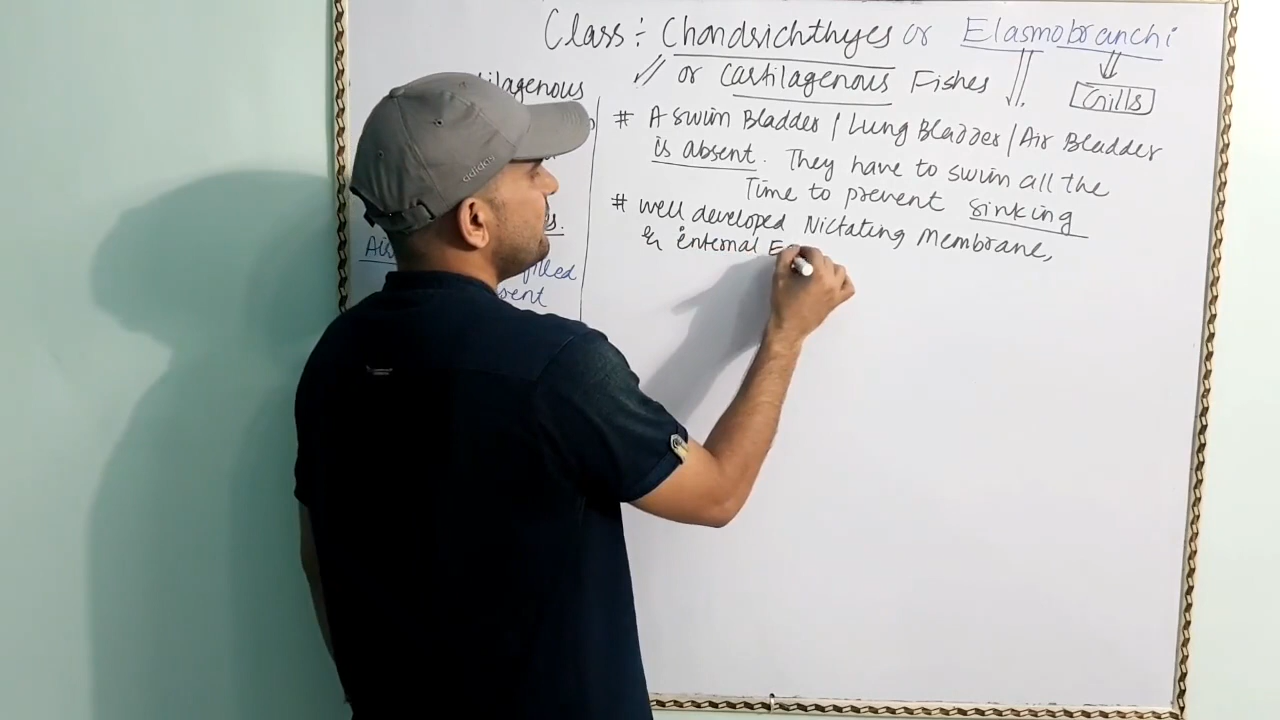 Class : Chondrichthyes or Elasmobranchi
or Cartilagenous Fishes
Gills
# A swim Bladder / Lung Bladder / Air Bladder
is absent. They have to swim all the
Time to prevent sinking
# Well developed Nictating Membrane,
& internal
adidas